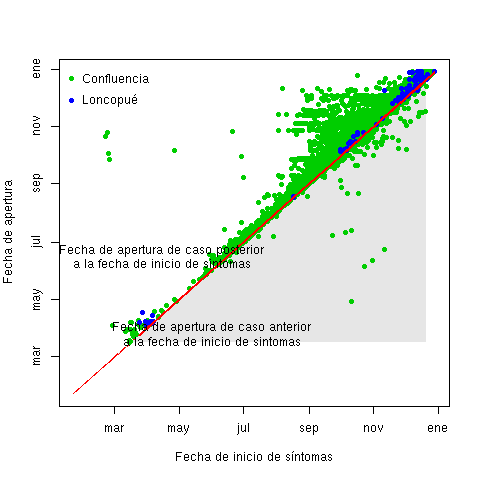 Confluencia
Loncopué
Fecha de apertura de caso posterior
a la fecha de inicio de síntomas
Fecha de apertura de caso anterior
a la fecha de inicio de sintomas
Fecha de apertura
ene
nov
sep
jul
may
mar
mar
may
jul
sep
nov
ene
Fecha de inicio de síntomas